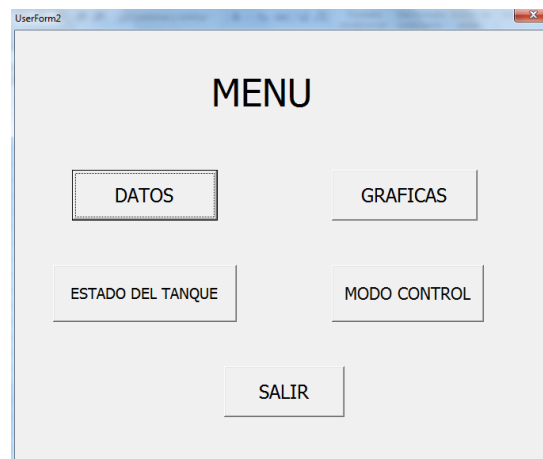 UserForm2
MENU
DATOS
GRAFICAS
ESTADO DEL TANQUE
MODO CONTROL
SALIR